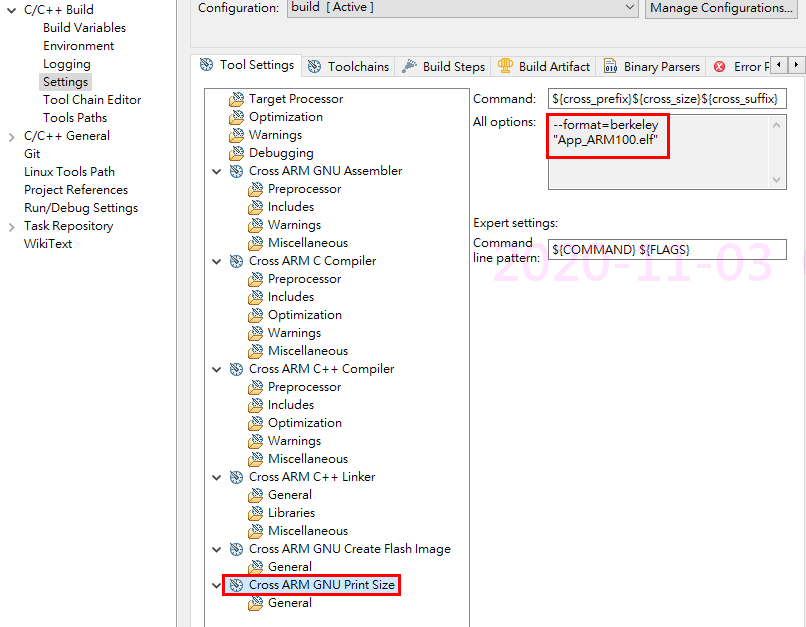 C/C++ Build
Build Variables
Environment
Logging
Settings
Tool Chain Editor
Tools Paths
C/C++ General
Git
Linux Tools Path
Project References
Run/Debug Settings
Task Repository
WikiText
Configuration:
build [ Active ]
Manage Configurations...
Tool Settings
Toolchains
Build Steps
Build Artifact
Binary Parsers
Error P
Target Processor
Optimization
Warnings
Debugging
Cross ARM GNU Assembler
Preprocessor
Includes
Warnings
Miscellaneous
Cross ARM C Compiler
Preprocessor
Includes
Optimization
Warnings
Miscellaneous
Cross ARM C++ Compiler
Preprocessor
Includes
Optimization
Warnings
Miscellaneous
Cross ARM C++ Linker
General
Libraries
Miscellaneous
Cross ARM GNU Create Flash Image
General
Cross ARM GNU Print Size
General
Command:
${cross_prefix}${cross_size}${cross_suffix}
All options:
--format=berkeley
"App_ARM100.elf"
Expert settings:
Command
line pattern:
${COMMAND} ${FLAGS}
2020-11-03